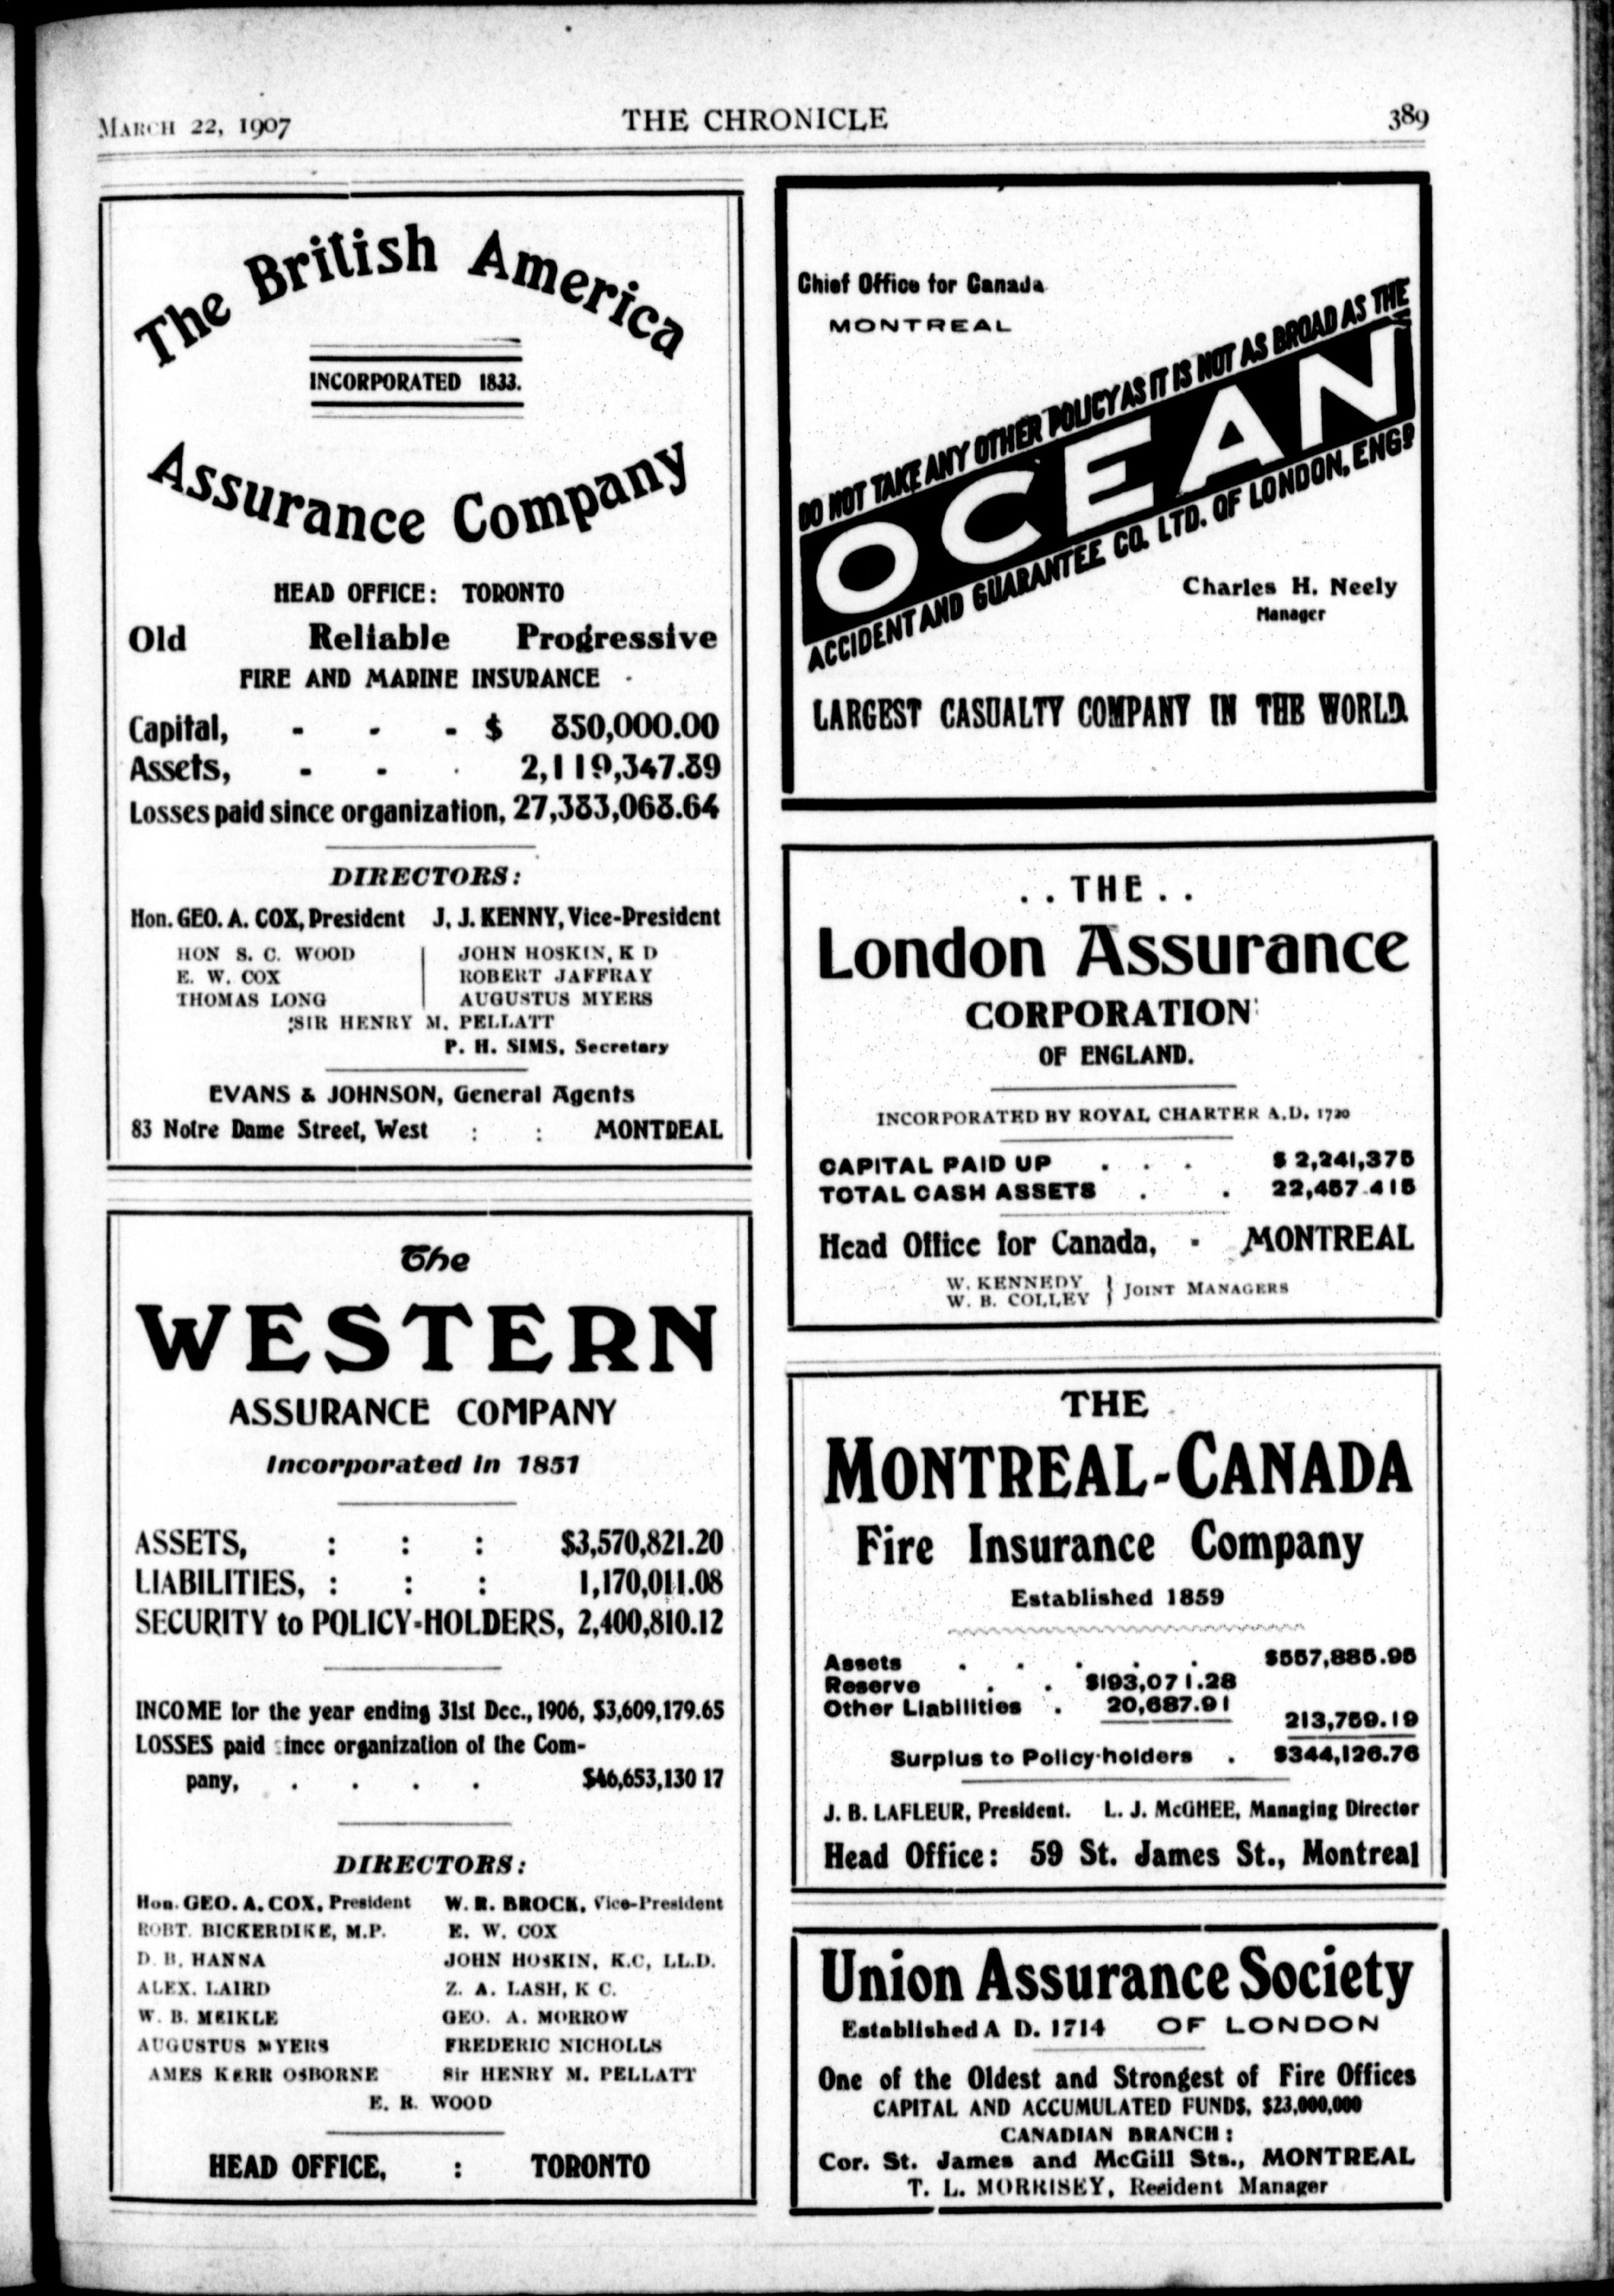 MARCH 22, 1907 THE CHRONICLE 389
The British America
INCORPORATED 1833.
Assurance Company
HEAD OFFICE: TORONTO
Old Reliable Progressive
FIRE AND MARINE INSURANCE
Capital, - - - $ 850,000.00
Assets, - - . 2,119,347.89
Losses paid since organization, 27,383,068.64
DIRECTORS:
Hon. GEO. A. COX, President J. J. KENNY, Vice-President
HON S. C. WOOD JOHN HOSKIN, K D
E. W. COX ROBERT JAFFRAY
THOMAS LONG AUGUSTUS MYERS
SIR HENRY M. PELLATT
P. H. SIMS, Secretary
EVANS & JOHNSON, General Agents
83 Notre Dame Street, West : : MONTREAL
The
WESTERN
ASSURANCE COMPANY
Incorporated in 1851
ASSETS, : : : $3,570,821.20
LIABILITIES, : : : 1,170,011.08
SECURITY to POLICY-HOLDERS, 2,400,810.12
INCOME for the year ending 31st Dec., 1906, $3,609,179.65
LOSSES paid since organization of the Com-
pany, . . . . $46,653,130 17
DIRECTORS:
Hon. GEO. A. COX, President W. R. BROCK, Vice-President
ROBT. BICKERDIKE, M.P. E. W. COX
D. B. HANNA JOHN HOSKIN, K.C, LL.D.
ALEX. LAIRD Z. A. LASH, K C.
W. B. MEIKLE GEO. A. MORROW
AUGUSTUS MYERS FREDERIC NICHOLLS
AMES KERR OSBORNE Sir HENRY M. PELLATT
E. R. WOOD
HEAD OFFICE, : TORONTO
Chief Office for Canada
MONTREAL
DO NOT TAKE ANY OTHER POLICY AS IT IS NOT AS BROAD AS THE
OCEAN
ACCIDENT AND GUARANTEE CO. LTD. OF LONDON, ENGD
Charles H. Neely
Manager
LARGEST CASUALTY COMPANY IN THE WORLD.
. . THE . .
London Assurance
CORPORATION
OF ENGLAND.
INCORPORATED BY ROYAL CHARTER A.D. 1720
CAPITAL PAID UP . . . $ 2,241,375
TOTAL CASH ASSETS . . 22,457.415
Head Office for Canada, - MONTREAL
W. KENNEDY
W. B. COLLEY } JOINT MANAGERS
THE
MONTREAL-CANADA
Fire Insurance Company
Established 1859
Assets . . . . . $557,885.95
Reserve . . $193,071.28
Other Liabilities . 20,687.91
213,759.19
Surplus to Policy-holders . $344,126.76
J. B. LAFLEUR, President. L. J. McGHEE, Managing Director
Head Office: 59 St. James St., Montreal
Union Assurance Society
Established A D. 1714 OF LONDON
One of the Oldest and Strongest of Fire Offices
CAPITAL AND ACCUMULATED FUNDS, $23,000,000
CANADIAN BRANCH:
Cor. St. James and McGill Sts., MONTREAL
T. L. MORRISEY, Resident Manager